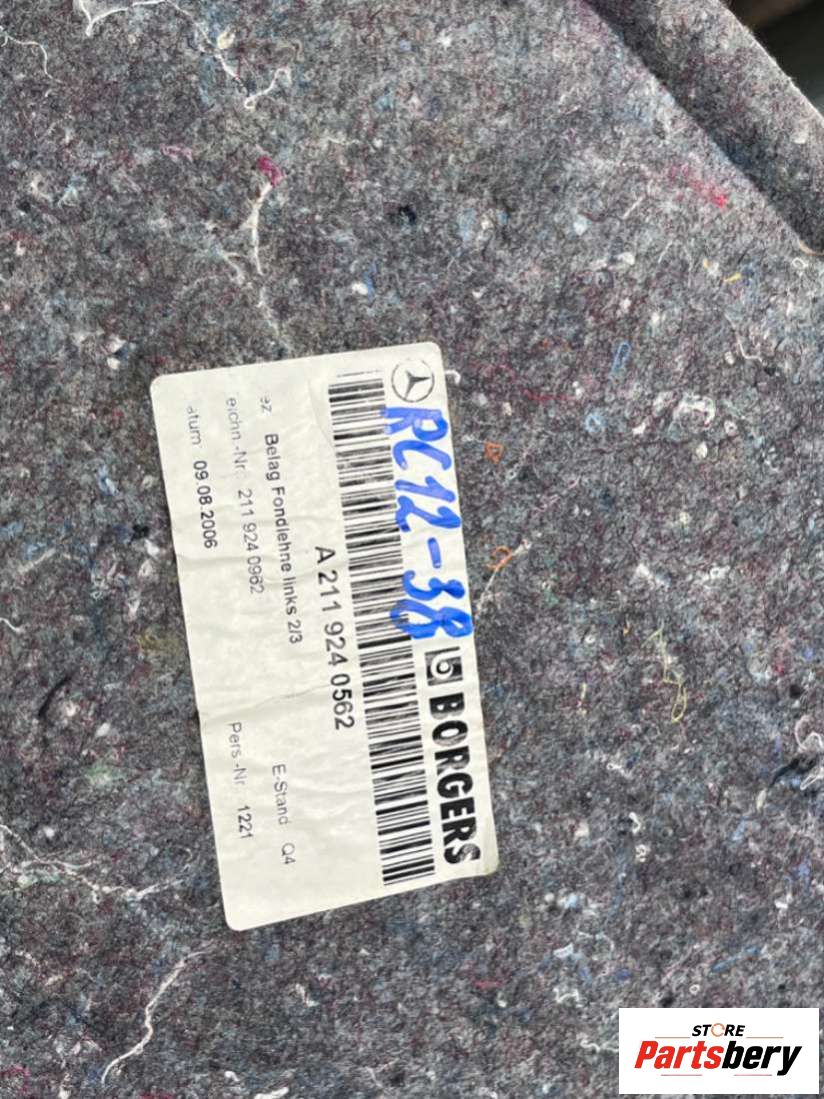 RC12-38
BORGERS
A 211 924 0562
ez. Belag Fondlehne links 2/3
E-Stand Q4
eichn.-Nr. 211 924 0962
Pers.-Nr. 1221
atum 09.08.2006
STORE
Partsbery